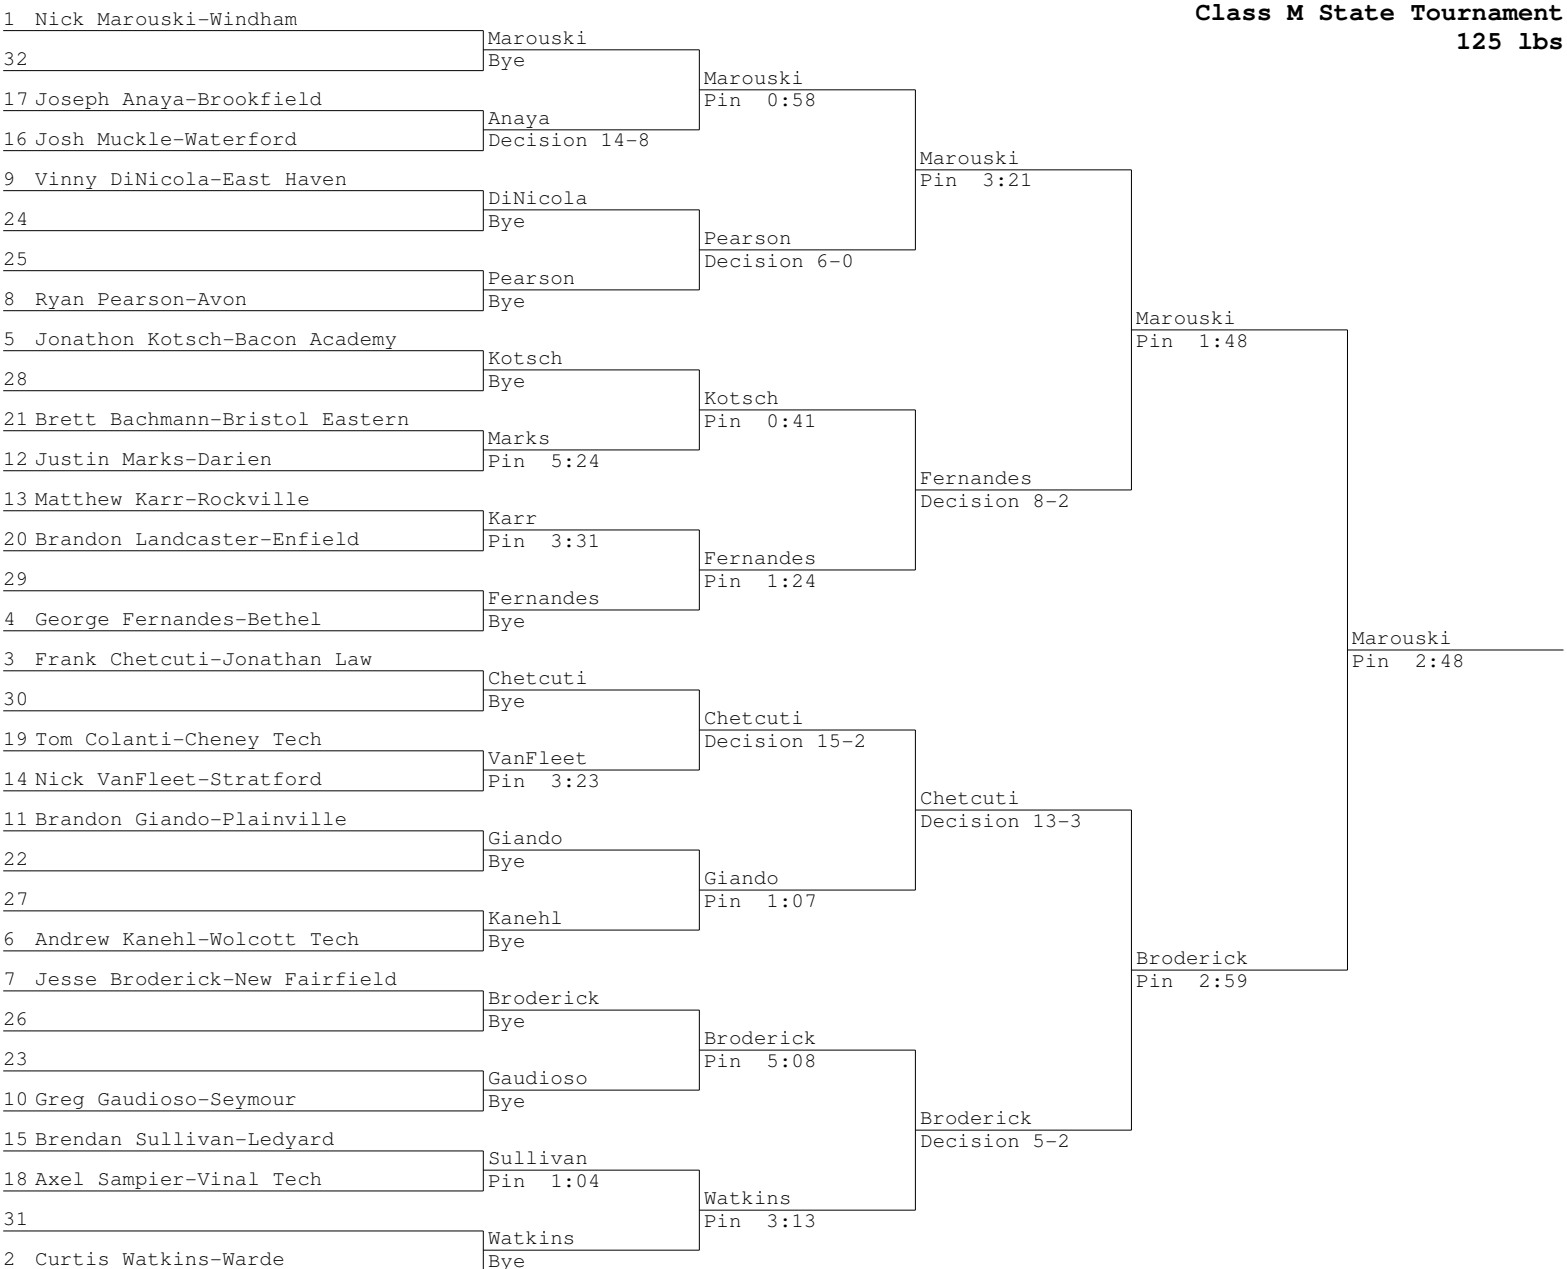 Class M State Tournament
125 lbs
1 Nick Marouski-Windham
32
17 Joseph Anaya-Brookfield
16 Josh Muckle-Waterford
9 Vinny DiNicola-East Haven
24
25
8 Ryan Pearson-Avon
5 Jonathon Kotsch-Bacon Academy
28
21 Brett Bachmann-Bristol Eastern
12 Justin Marks-Darien
13 Matthew Karr-Rockville
20 Brandon Landcaster-Enfield
29
4 George Fernandes-Bethel
3 Frank Chetcuti-Jonathan Law
30
19 Tom Colanti-Cheney Tech
14 Nick VanFleet-Stratford
11 Brandon Giando-Plainville
22
27
6 Andrew Kanehl-Wolcott Tech
7 Jesse Broderick-New Fairfield
26
23
10 Greg Gaudioso-Seymour
15 Brendan Sullivan-Ledyard
18 Axel Sampier-Vinal Tech
31
2 Curtis Watkins-Warde
Marouski
Bye
Anaya
Decision 14-8
DiNicola
Bye
Pearson
Bye
Kotsch
Bye
Marks
Pin 5:24
Karr
Pin 3:31
Fernandes
Bye
Chetcuti
Bye
VanFleet
Pin 3:23
Giando
Bye
Kanehl
Bye
Broderick
Bye
Gaudioso
Bye
Sullivan
Pin 1:04
Watkins
Bye
Marouski
Pin 0:58
Pearson
Decision 6-0
Kotsch
Pin 0:41
Fernandes
Pin 1:24
Chetcuti
Decision 15-2
Giando
Pin 1:07
Broderick
Pin 5:08
Watkins
Pin 3:13
Marouski
Pin 3:21
Fernandes
Decision 8-2
Chetcuti
Decision 13-3
Broderick
Decision 5-2
Marouski
Pin 1:48
Broderick
Pin 2:59
Marouski
Pin 2:48